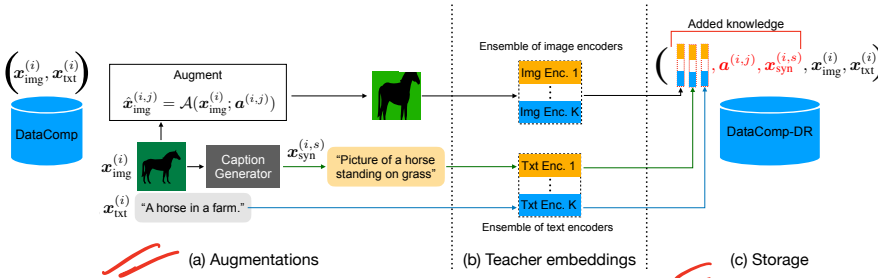 (x_img^(i), x_txt^(i))
DataComp
Augment
x̂_img^(i,j) = A(x_img^(i); a^(i,j))
x_img^(i)
Caption Generator
x_syn^(i,s)
“Picture of a horse
standing on grass”
x_txt^(i)
“A horse in a farm.”
(a) Augmentations
Ensemble of image encoders
Img Enc. 1
⋮
Img Enc. K
Txt Enc. 1
⋮
Txt Enc. K
Ensemble of text encoders
(b) Teacher embeddings
Added knowledge
( , a^(i,j), x_syn^(i,s), x_img^(i), x_txt^(i))
DataComp-DR
(c) Storage